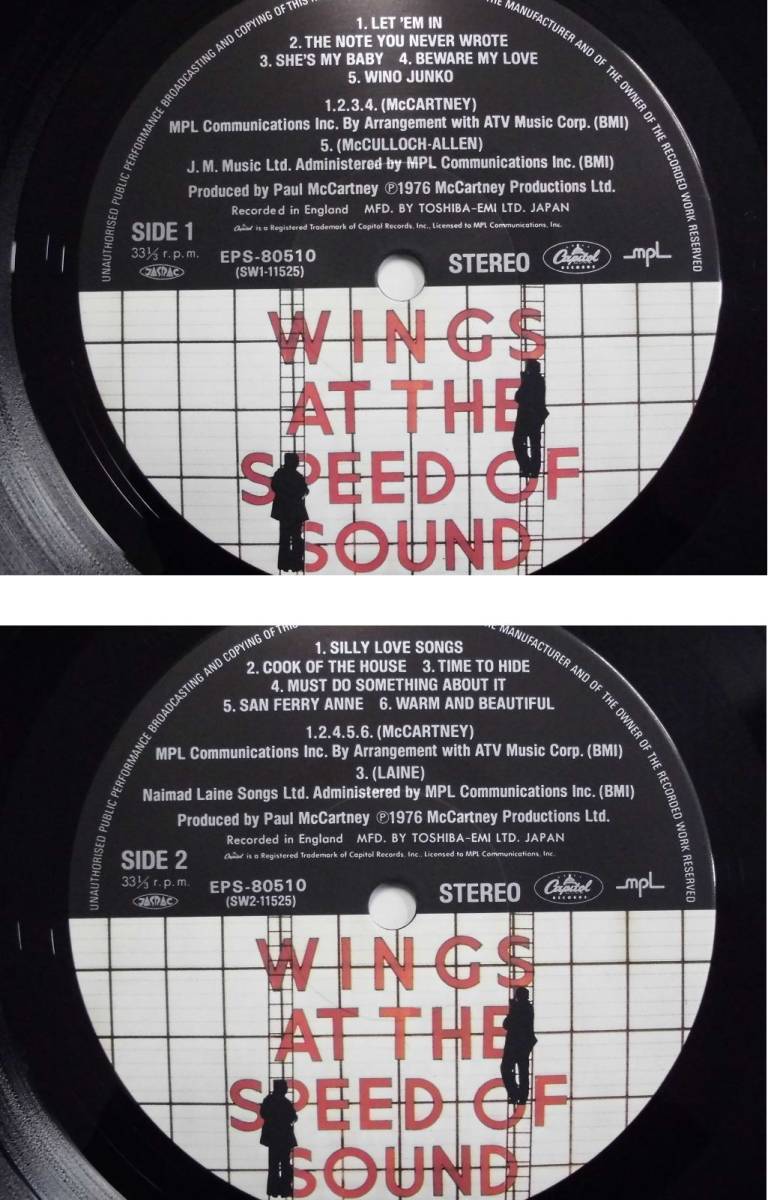 UNAUTHORISED PUBLIC PERFORMANCE BROADCASTING AND COPYING OF THIS
THE MANUFACTURER AND OF THE OWNER OF THE RECORDED WORK RESERVED
1. LET 'EM IN
2. THE NOTE YOU NEVER WROTE
3. SHE'S MY BABY 4. BEWARE MY LOVE
5. WINO JUNKO
1.2.3.4. (McCARTNEY)
MPL Communications Inc. By Arrangement with ATV Music Corp. (BMI)
5. (McCULLOCH-ALLEN)
J. M. Music Ltd. Administered by MPL Communications Inc. (BMI)
Produced by Paul McCartney ℗1976 McCartney Productions Ltd.
Recorded in England MFD. BY TOSHIBA-EMI LTD. JAPAN
Capitol is a Registered Trademark of Capitol Records, Inc., Licensed to MPL Communications, Inc.
SIDE 1
33⅓ r.p.m.
JASRAC
EPS-80510
(SW1-11525)
STEREO
Capitol
RECORDS
mpL
WINGS
AT THE
SPEED OF
SOUND
UNAUTHORISED PUBLIC PERFORMANCE BROADCASTING AND COPYING OF THIS
THE MANUFACTURER AND OF THE OWNER OF THE RECORDED WORK RESERVED
1. SILLY LOVE SONGS
2. COOK OF THE HOUSE 3. TIME TO HIDE
4. MUST DO SOMETHING ABOUT IT
5. SAN FERRY ANNE 6. WARM AND BEAUTIFUL
1.2.4.5.6. (McCARTNEY)
MPL Communications Inc. By Arrangement with ATV Music Corp. (BMI)
3. (LAINE)
Naimad Laine Songs Ltd. Administered by MPL Communications Inc. (BMI)
Produced by Paul McCartney ℗1976 McCartney Productions Ltd.
Recorded in England MFD. BY TOSHIBA-EMI LTD. JAPAN
Capitol is a Registered Trademark of Capitol Records, Inc. Licensed to MPL Communications, Inc.
SIDE 2
33⅓ r.p.m.
JASRAC
EPS-80510
(SW2-11525)
STEREO
Capitol
RECORDS
mpL
WINGS
AT THE
SPEED OF
SOUND